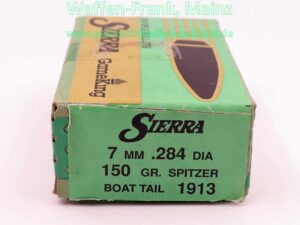 Waffen-Frank, Mainz
SIERRA
GameKing
SIERRA
7 MM .284 DIA
150 GR. SPITZER
BOAT TAIL 1913